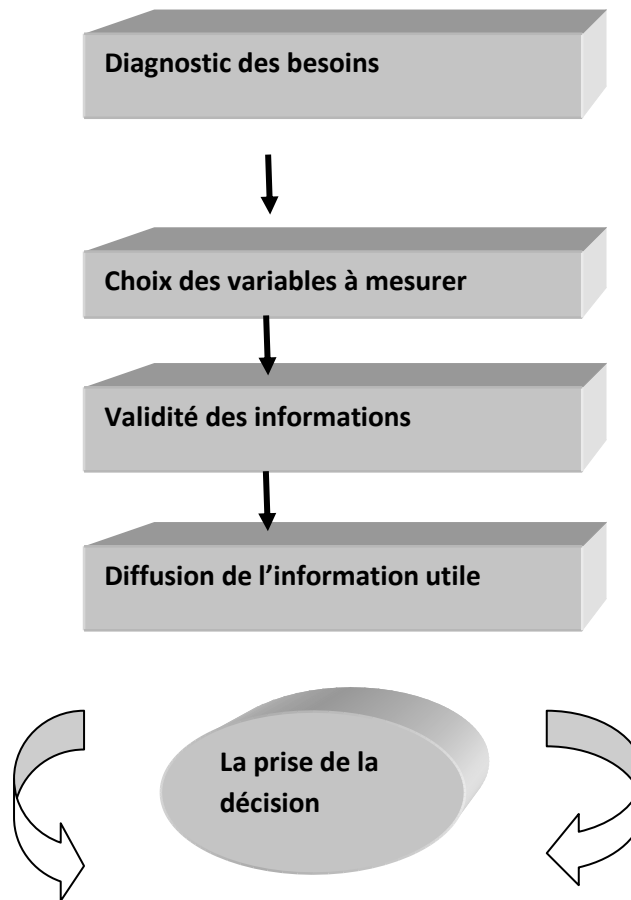 Diagnostic des besoins
Choix des variables à mesurer
Validité des informations
Diffusion de l’information utile
La prise de la
décision